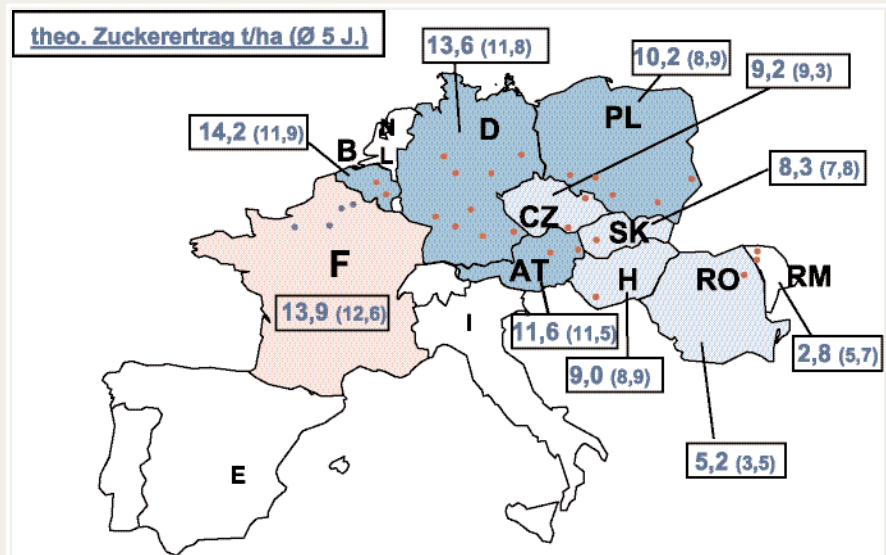 theo. Zuckerertrag t/ha (Ø 5 J.)
13,6 (11,8)
10,2 (8,9)
9,2 (9,3)
14,2 (11,9)
B
N
L
D
PL
8,3 (7,8)
CZ
SK
F
AT
H
RO
RM
13,9 (12,6)
I
11,6 (11,5)
9,0 (8,9)
2,8 (5,7)
5,2 (3,5)
E